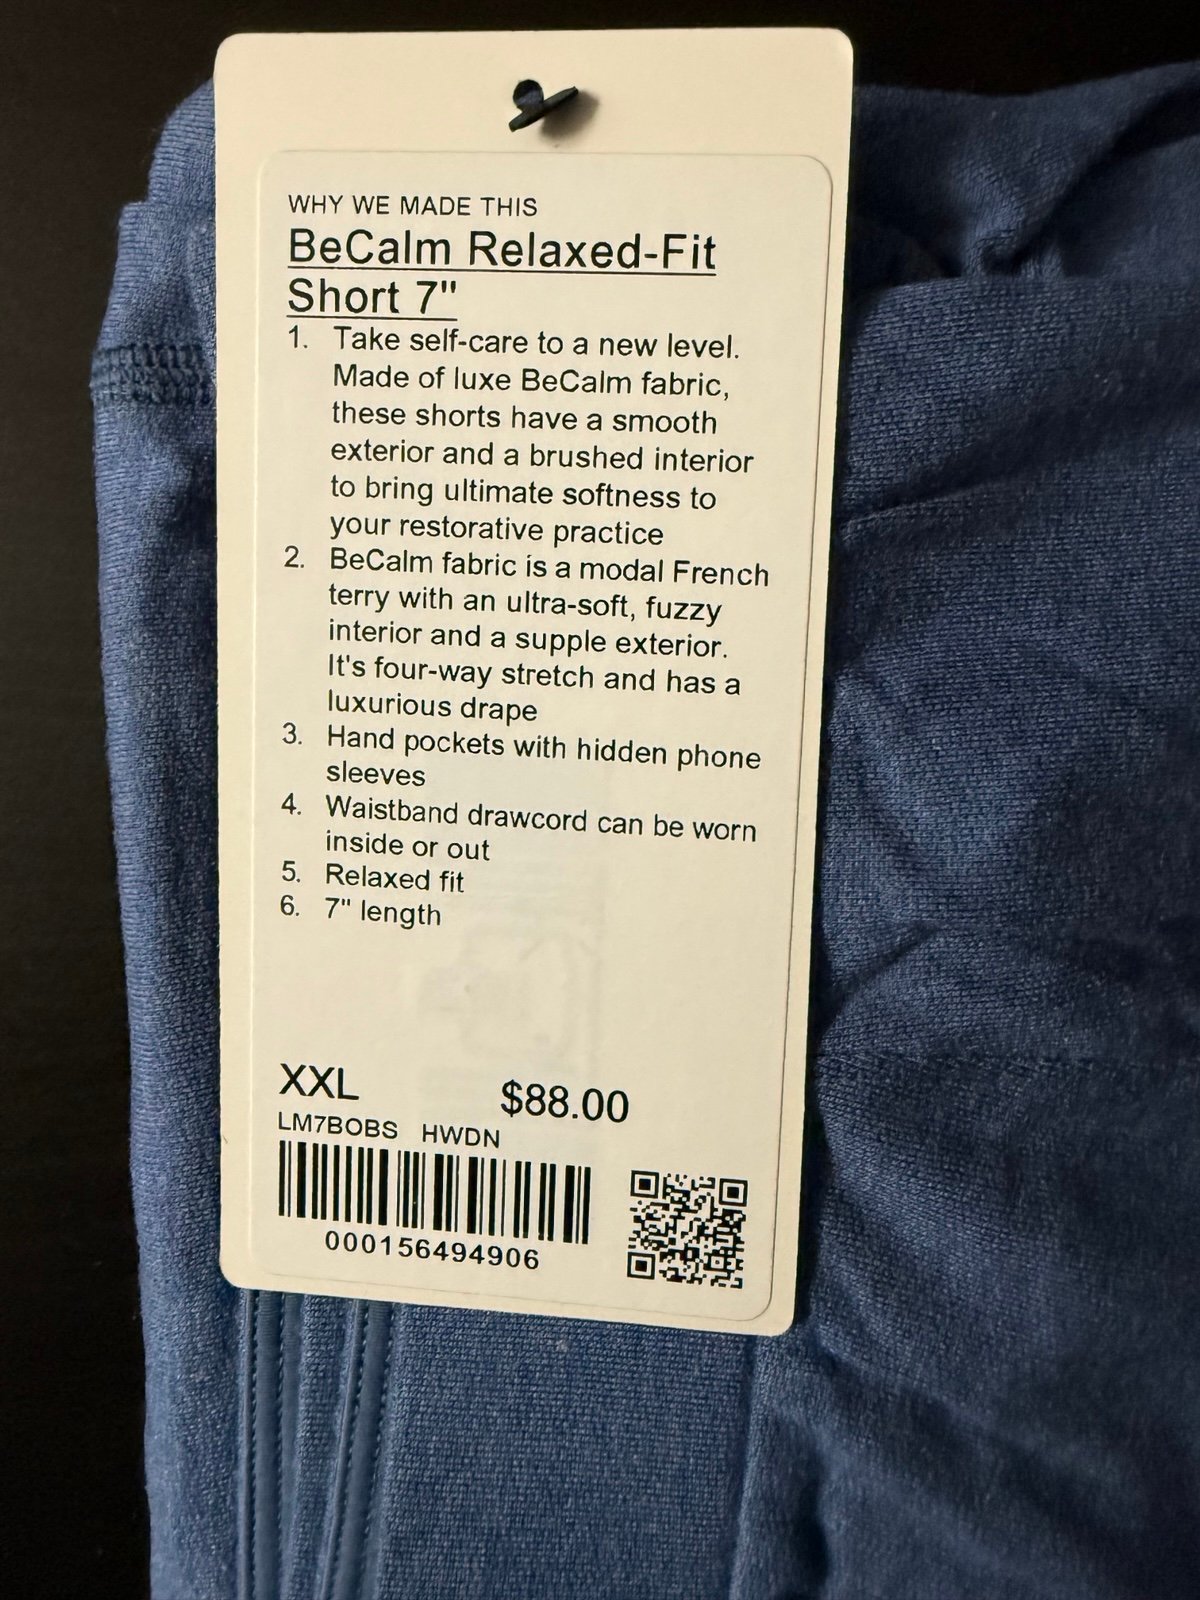 WHY WE MADE THIS
BeCalm Relaxed-Fit
Short 7"
1. Take self-care to a new level.
Made of luxe BeCalm fabric,
these shorts have a smooth
exterior and a brushed interior
to bring ultimate softness to
your restorative practice
2. BeCalm fabric is a modal French
terry with an ultra-soft, fuzzy
interior and a supple exterior.
It's four-way stretch and has a
luxurious drape
3. Hand pockets with hidden phone
sleeves
4. Waistband drawcord can be worn
inside or out
5. Relaxed fit
6. 7" length
XXL $88.00
LM7BOBS HWDN
000156494906